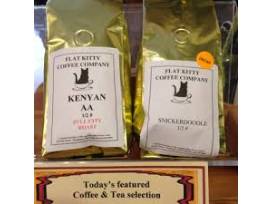 FLAT KITTY
COFFEE COMPANY
KENYAN
AA
1/2 #
FULL CITY
ROAST
FLAT KITTY
COFFEE COMPANY
SNICKERDOODLE
1/2 #
Today's featured
Coffee & Tea selection